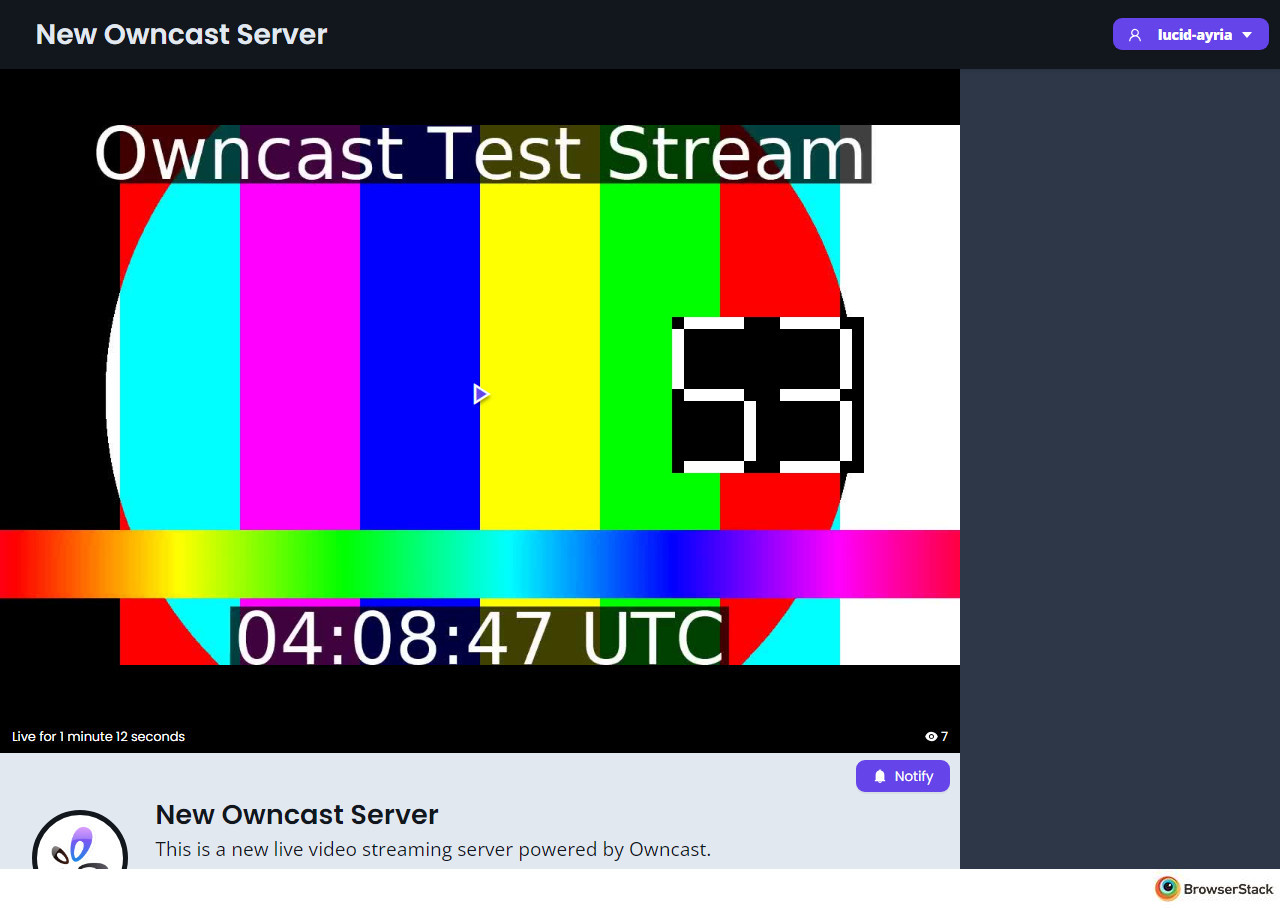 New Owncast Server
lucid-ayria
Owncast Test Stream
53
04:08:47 UTC
Live for 1 minute 12 seconds
7
Notify
New Owncast Server
This is a new live video streaming server powered by Owncast.
BrowserStack